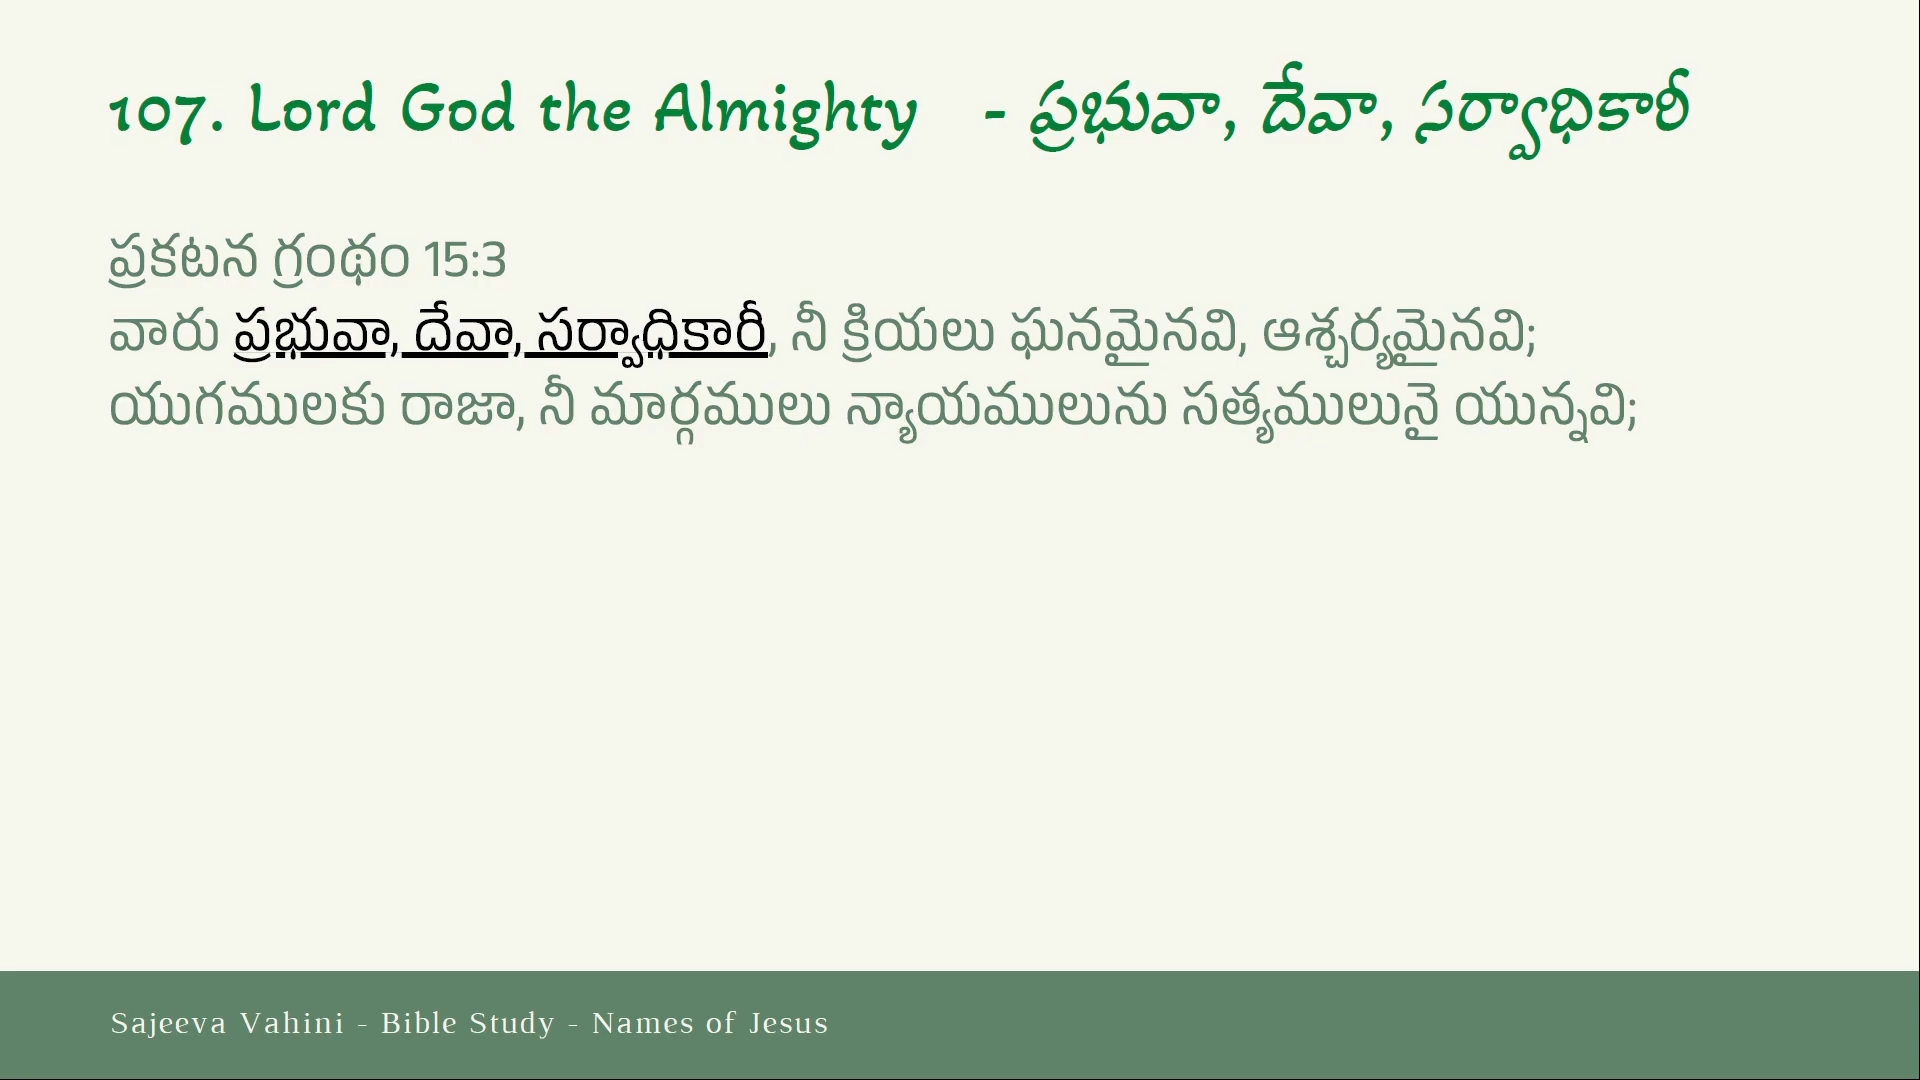 107. Lord God the Almighty - ప్రభువా, దేవా, సర్వాధికారీ
ప్రకటన గ్రంథం 15:3
వారు ప్రభువా, దేవా, సర్వాధికారీ, నీ క్రియలు ఘనమైనవి, ఆశ్చర్యమైనవి;
యుగములకు రాజా, నీ మార్గములు న్యాయములును సత్యములునై యున్నవి;
Sajeeva Vahini - Bible Study - Names of Jesus